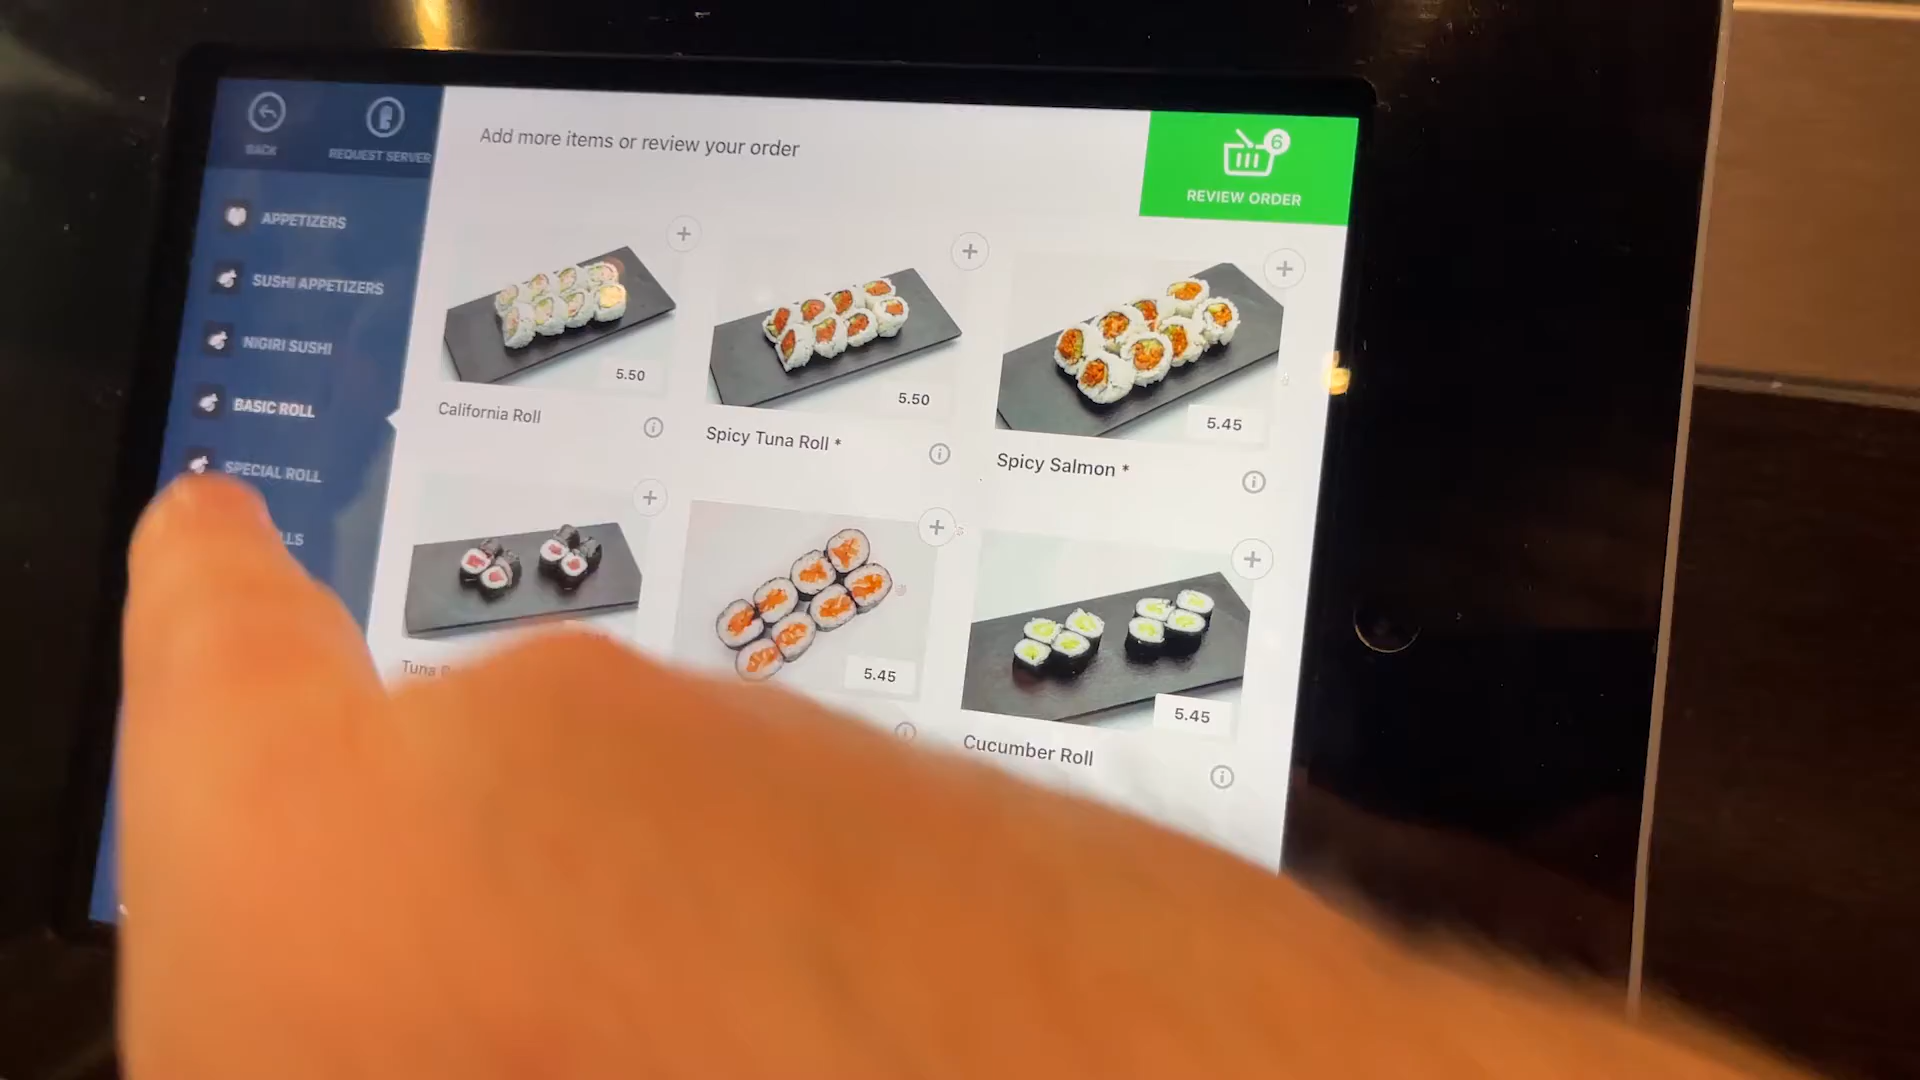 BACK
REQUEST SERVER
Add more items or review your order
6
REVIEW ORDER
APPETIZERS
SUSHI APPETIZERS
NIGIRI SUSHI
BASIC ROLL
SPECIAL ROLL
5.50
California Roll
5.50
Spicy Tuna Roll *
5.45
Spicy Salmon *
Tuna
5.45
5.45
Cucumber Roll